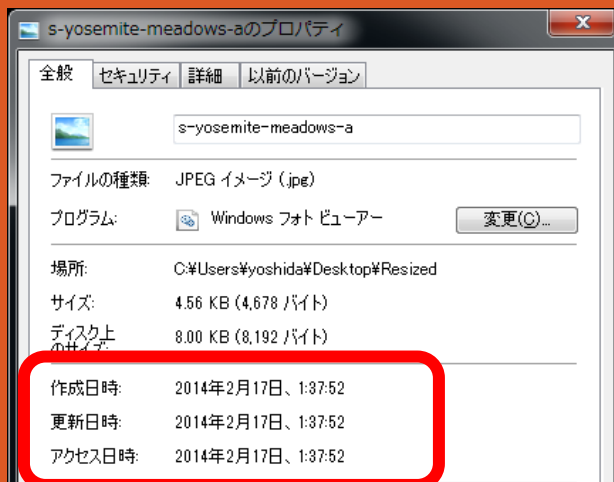 s-yosemite-meadows-aのプロパティ
全般 セキュリティ 詳細 以前のバージョン
s-yosemite-meadows-a
ファイルの種類: JPEG イメージ (.jpg)
プログラム: Windows フォト ビューアー 変更(C)...
場所: C:¥Users¥yoshida¥Desktop¥Resized
サイズ: 4.56 KB (4,678 バイト)
ディスク上
のサイズ: 8.00 KB (8,192 バイト)
作成日時: 2014年2月17日、1:37:52
更新日時: 2014年2月17日、1:37:52
アクセス日時: 2014年2月17日、1:37:52